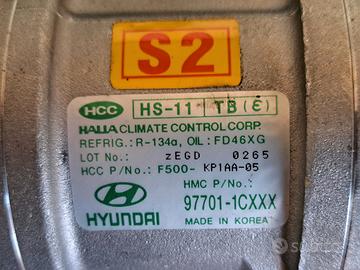 S2
HCC HS-11 TB(ε)
HALLA CLIMATE CONTROL CORP.
REFRIG.: R-134a, OIL: FD46XG
LOT No.: zEGD 0265
HCC P/No.: F500- KP1AA-05
HMC P/No.:
HYUNDAI 97701-1CXXX
MADE IN KOREA
subito